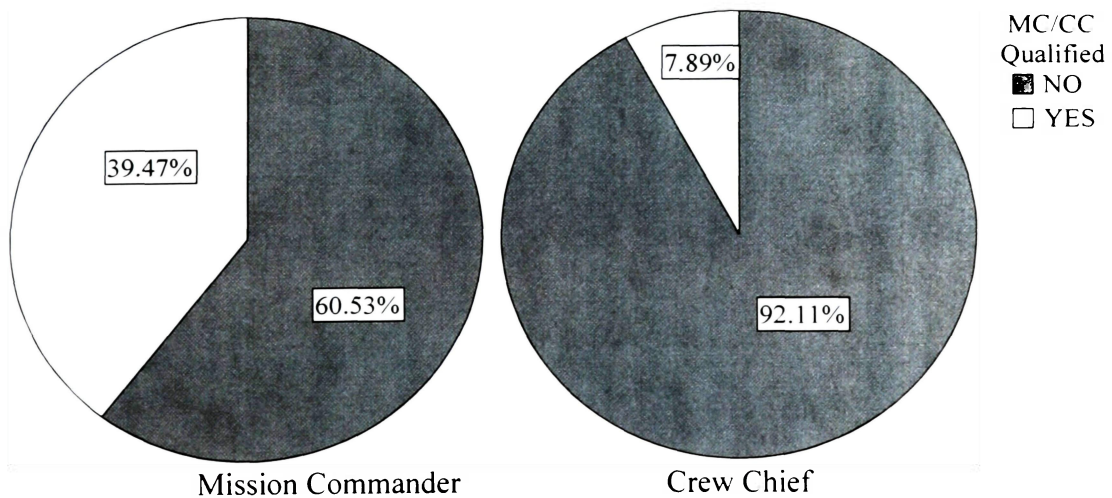 39.47%
60.53%
Mission Commander
7.89%
92.11%
Crew Chief
MC/CC
Qualified
NO
YES